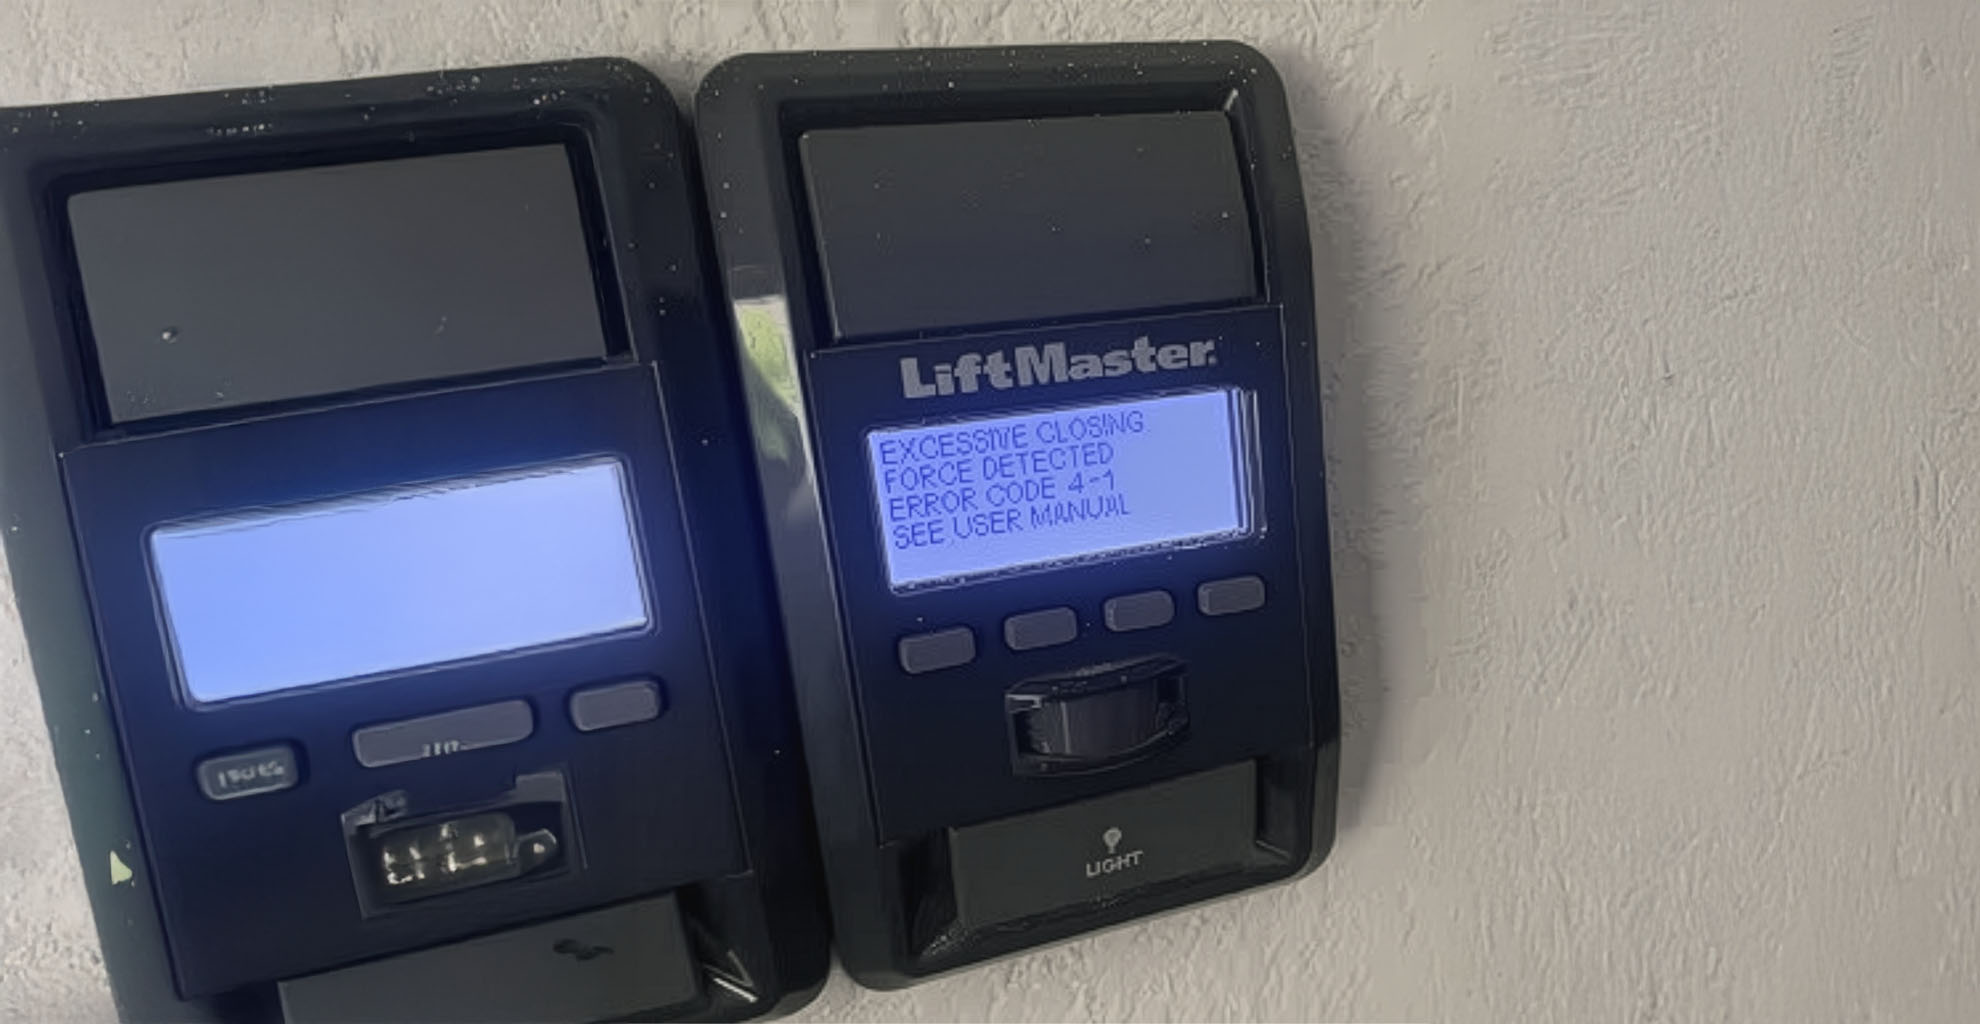 LiftMaster
EXCESSIVE CLOSING
FORCE DETECTED
ERROR CODE 4-1
SEE USER MANUAL
LIGHT